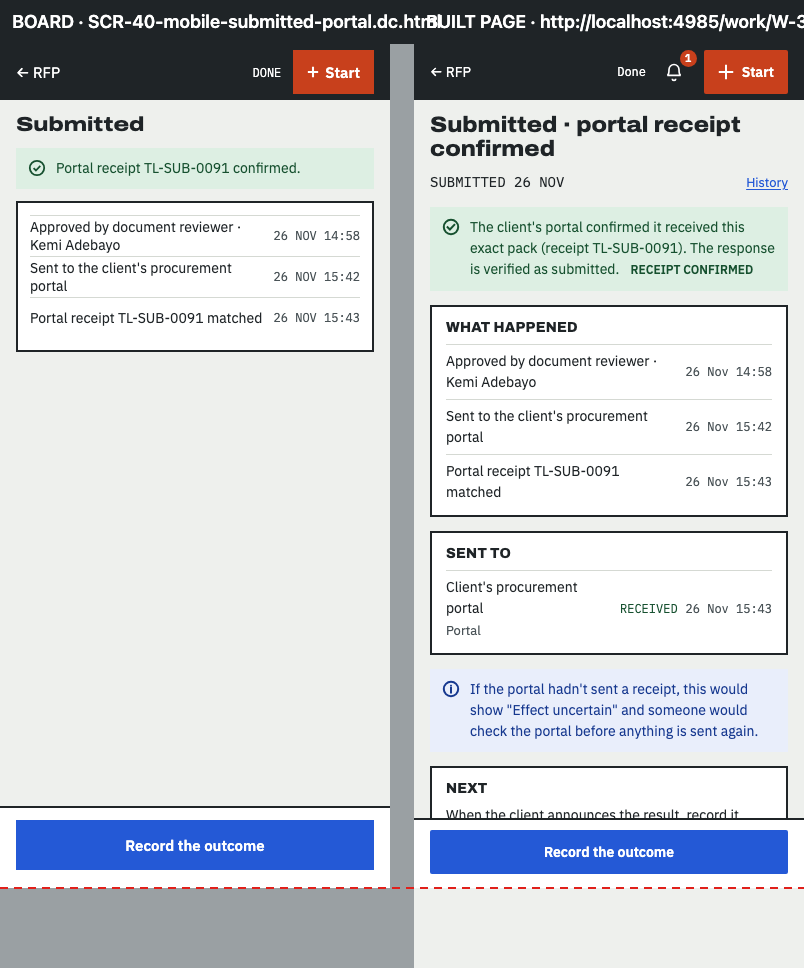 BOARD · SCR-40-mobile-submitted-portal.dc.html
← RFP
DONE
+ Start
Submitted
Portal receipt TL-SUB-0091 confirmed.
Approved by document reviewer ·
Kemi Adebayo
26 NOV 14:58
Sent to the client's procurement
portal
26 NOV 15:42
Portal receipt TL-SUB-0091 matched
26 NOV 15:43
Record the outcome
BUILT PAGE · http://localhost:4985/work/W-3
← RFP
Done
1
+ Start
Submitted · portal receipt
confirmed
SUBMITTED 26 NOV
History
The client's portal confirmed it received this
exact pack (receipt TL-SUB-0091). The response
is verified as submitted. RECEIPT CONFIRMED
WHAT HAPPENED
Approved by document reviewer ·
Kemi Adebayo
26 Nov 14:58
Sent to the client's procurement
portal
26 Nov 15:42
Portal receipt TL-SUB-0091
matched
26 Nov 15:43
SENT TO
Client's procurement
portal
RECEIVED 26 Nov 15:43
Portal
If the portal hadn't sent a receipt, this would
show "Effect uncertain" and someone would
check the portal before anything is sent again.
NEXT
When the client announces the result, record it
Record the outcome